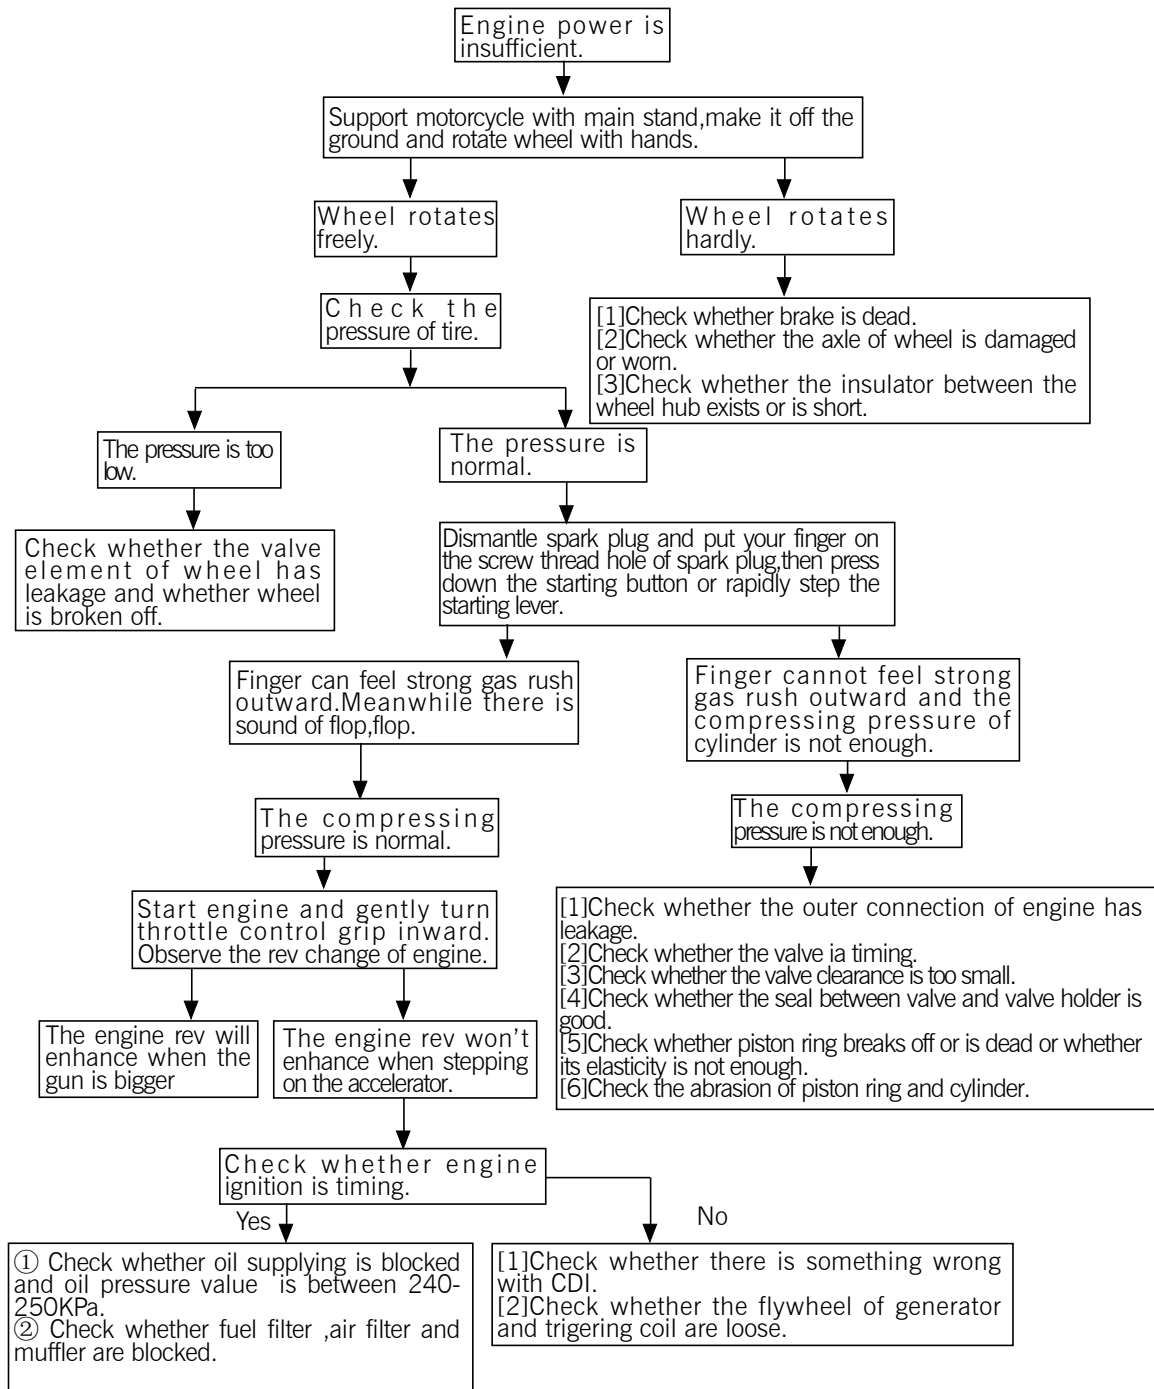 Engine power is
insufficient.
Support motorcycle with main stand,make it off the
ground and rotate wheel with hands.
Wheel rotates
freely.
Wheel rotates
hardly.
Check the
pressure of tire.
[1]Check whether brake is dead.
[2]Check whether the axle of wheel is damaged
or worn.
[3]Check whether the insulator between the
wheel hub exists or is short.
The pressure is too
low.
The pressure is
normal.
Check whether the valve
element of wheel has
leakage and whether wheel
is broken off.
Dismantle spark plug and put your finger on
the screw thread hole of spark plug,then press
down the starting button or rapidly step the
starting lever.
Finger can feel strong gas rush
outward.Meanwhile there is
sound of flop,flop.
Finger cannot feel strong
gas rush outward and the
compressing pressure of
cylinder is not enough.
The compressing
pressure is normal.
The compressing
pressure is not enough.
Start engine and gently turn
throttle control grip inward.
Observe the rev change of engine.
[1]Check whether the outer connection of engine has
leakage.
[2]Check whether the valve ia timing.
[3]Check whether the valve clearance is too small.
[4]Check whether the seal between valve and valve holder is
good.
[5]Check whether piston ring breaks off or is dead or whether
its elasticity is not enough.
[6]Check the abrasion of piston ring and cylinder.
The engine rev will
enhance when the
gun is bigger
The engine rev won't
enhance when stepping
on the accelerator.
Check whether engine
ignition is timing.
Yes
No
① Check whether oil supplying is blocked
and oil pressure value is between 240-
250KPa.
② Check whether fuel filter ,air filter and
muffler are blocked.
[1]Check whether there is something wrong
with CDI.
[2]Check whether the flywheel of generator
and trigering coil are loose.